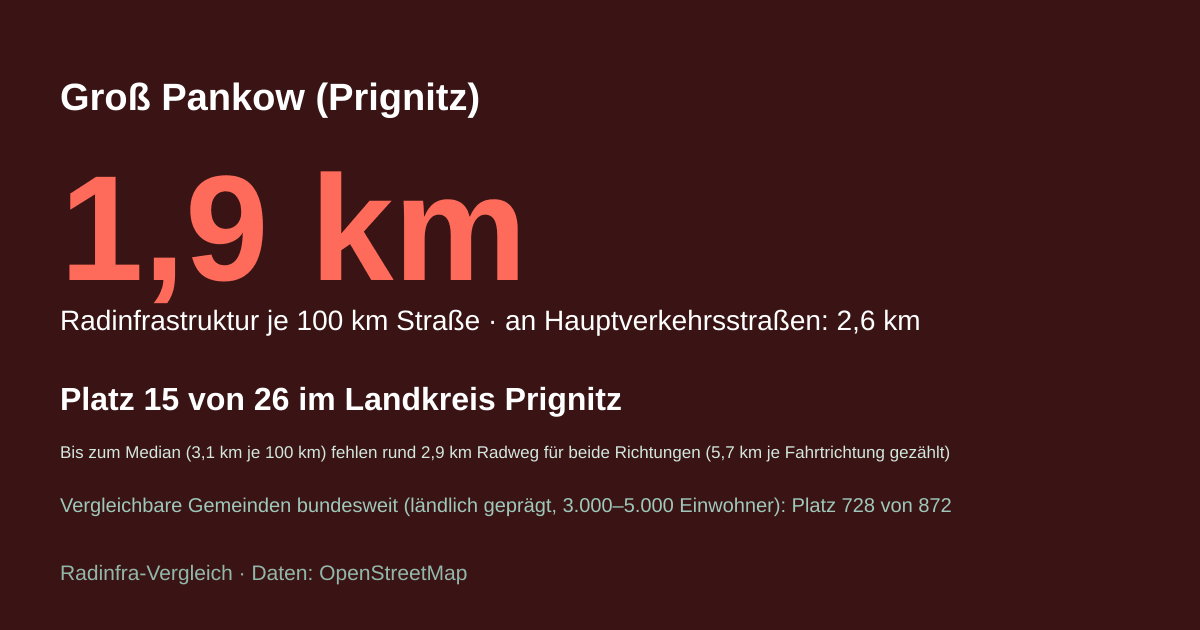 Groß Pankow (Prignitz)
1,9 km
Radinfrastruktur je 100 km Straße · an Hauptverkehrsstraßen: 2,6 km
Platz 15 von 26 im Landkreis Prignitz
Bis zum Median (3,1 km je 100 km) fehlen rund 2,9 km Radweg für beide Richtungen (5,7 km je Fahrtrichtung gezählt)
Vergleichbare Gemeinden bundesweit (ländlich geprägt, 3.000–5.000 Einwohner): Platz 728 von 872
Radinfra-Vergleich · Daten: OpenStreetMap